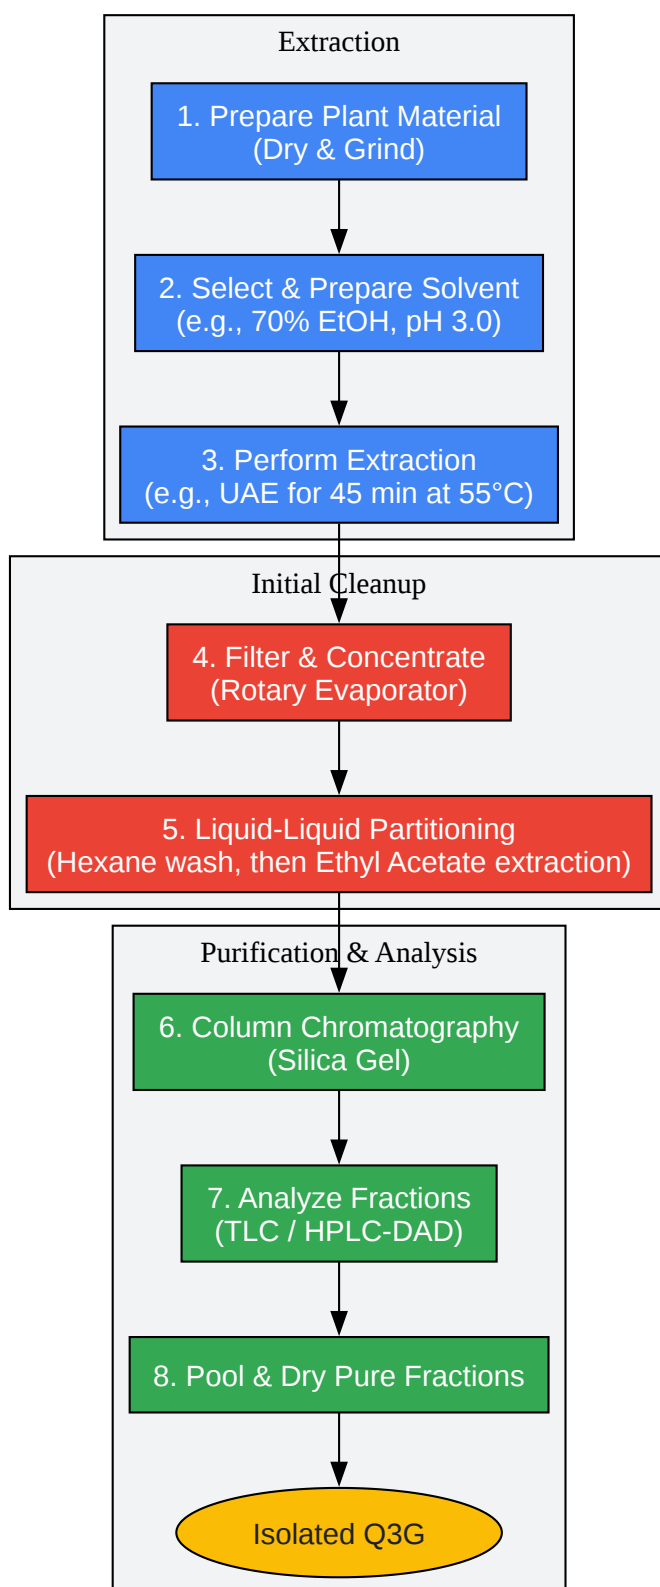 Extraction
1. Prepare Plant Material
(Dry & Grind)
2. Select & Prepare Solvent
(e.g., 70% EtOH, pH 3.0)
3. Perform Extraction
(e.g., UAE for 45 min at 55°C)
Initial Cleanup
4. Filter & Concentrate
(Rotary Evaporator)
5. Liquid-Liquid Partitioning
(Hexane wash, then Ethyl Acetate extraction)
Purification & Analysis
6. Column Chromatography
(Silica Gel)
7. Analyze Fractions
(TLC / HPLC-DAD)
8. Pool & Dry Pure Fractions
Isolated Q3G